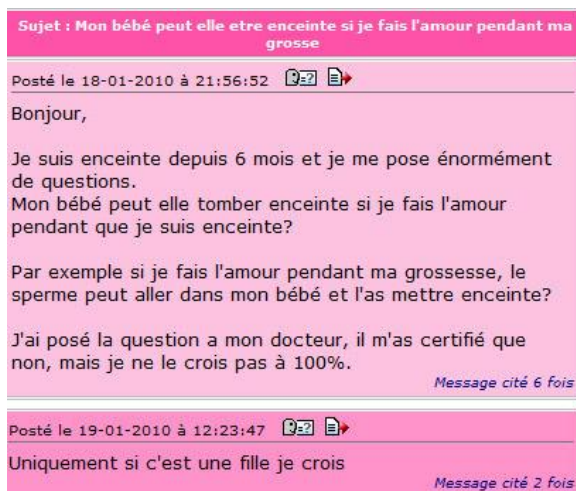 Sujet : Mon bébé peut elle etre enceinte si je fais l'amour pendant ma
grosse
Posté le 18-01-2010 à 21:56:52
Bonjour,
Je suis enceinte depuis 6 mois et je me pose énormément
de questions.
Mon bébé peut elle tomber enceinte si je fais l'amour
pendant que je suis enceinte?
Par exemple si je fais l'amour pendant ma grossesse, le
sperme peut aller dans mon bébé et l'as mettre enceinte?
J'ai posé la question a mon docteur, il m'as certifié que
non, mais je ne le crois pas à 100%.
Message cité 6 fois
Posté le 19-01-2010 à 12:23:47
Uniquement si c'est une fille je crois
Message cité 2 fois